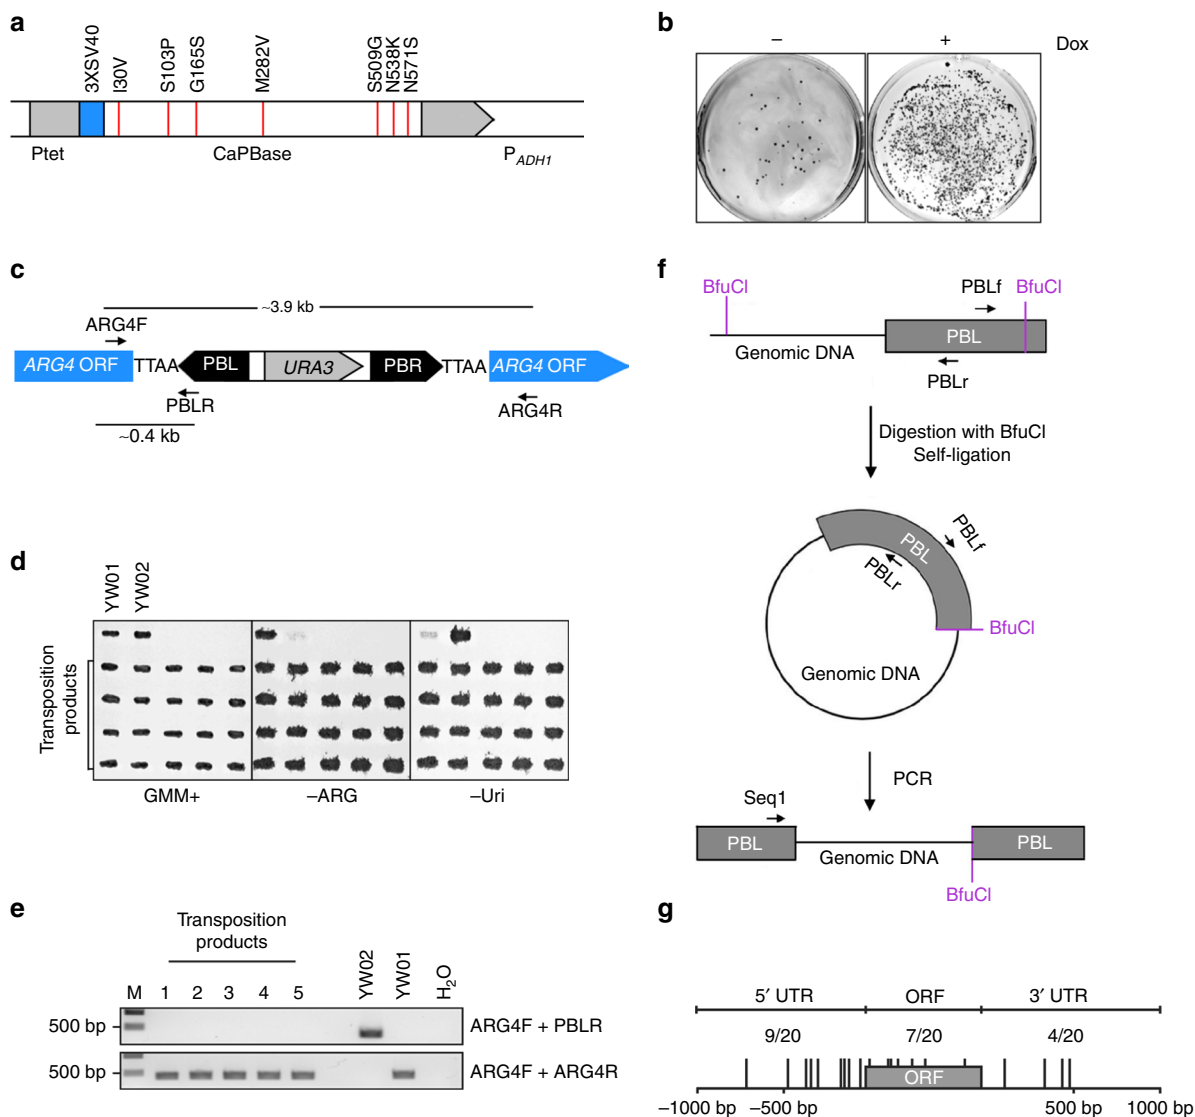 a
3XSV40
I30V
S103P
G165S
M282V
S509G
N538K
N571S
Ptet
CaPBase
PADH1
b
– + Dox
c
~3.9 kb
ARG4F
ARG4 ORF TTAA PBL URA3 PBR TTAA ARG4 ORF
PBLR
ARG4R
~0.4 kb
d
YW01
YW02
Transposition
products
GMM+
–ARG
–Uri
e
Transposition
products
M 1 2 3 4 5 YW02 YW01 H2O
500 bp
ARG4F + PBLR
500 bp
ARG4F + ARG4R
f
BfuCI
PBLf
BfuCI
PBL
Genomic DNA
PBLr
Digestion with BfuCI
Self-ligation
PBLf
PBL
PBLr
BfuCI
Genomic DNA
PCR
Seq1
PBL
Genomic DNA
PBL
BfuCI
g
5′ UTR ORF 3′ UTR
9/20 7/20 4/20
ORF
–1000 bp –500 bp 500 bp 1000 bp